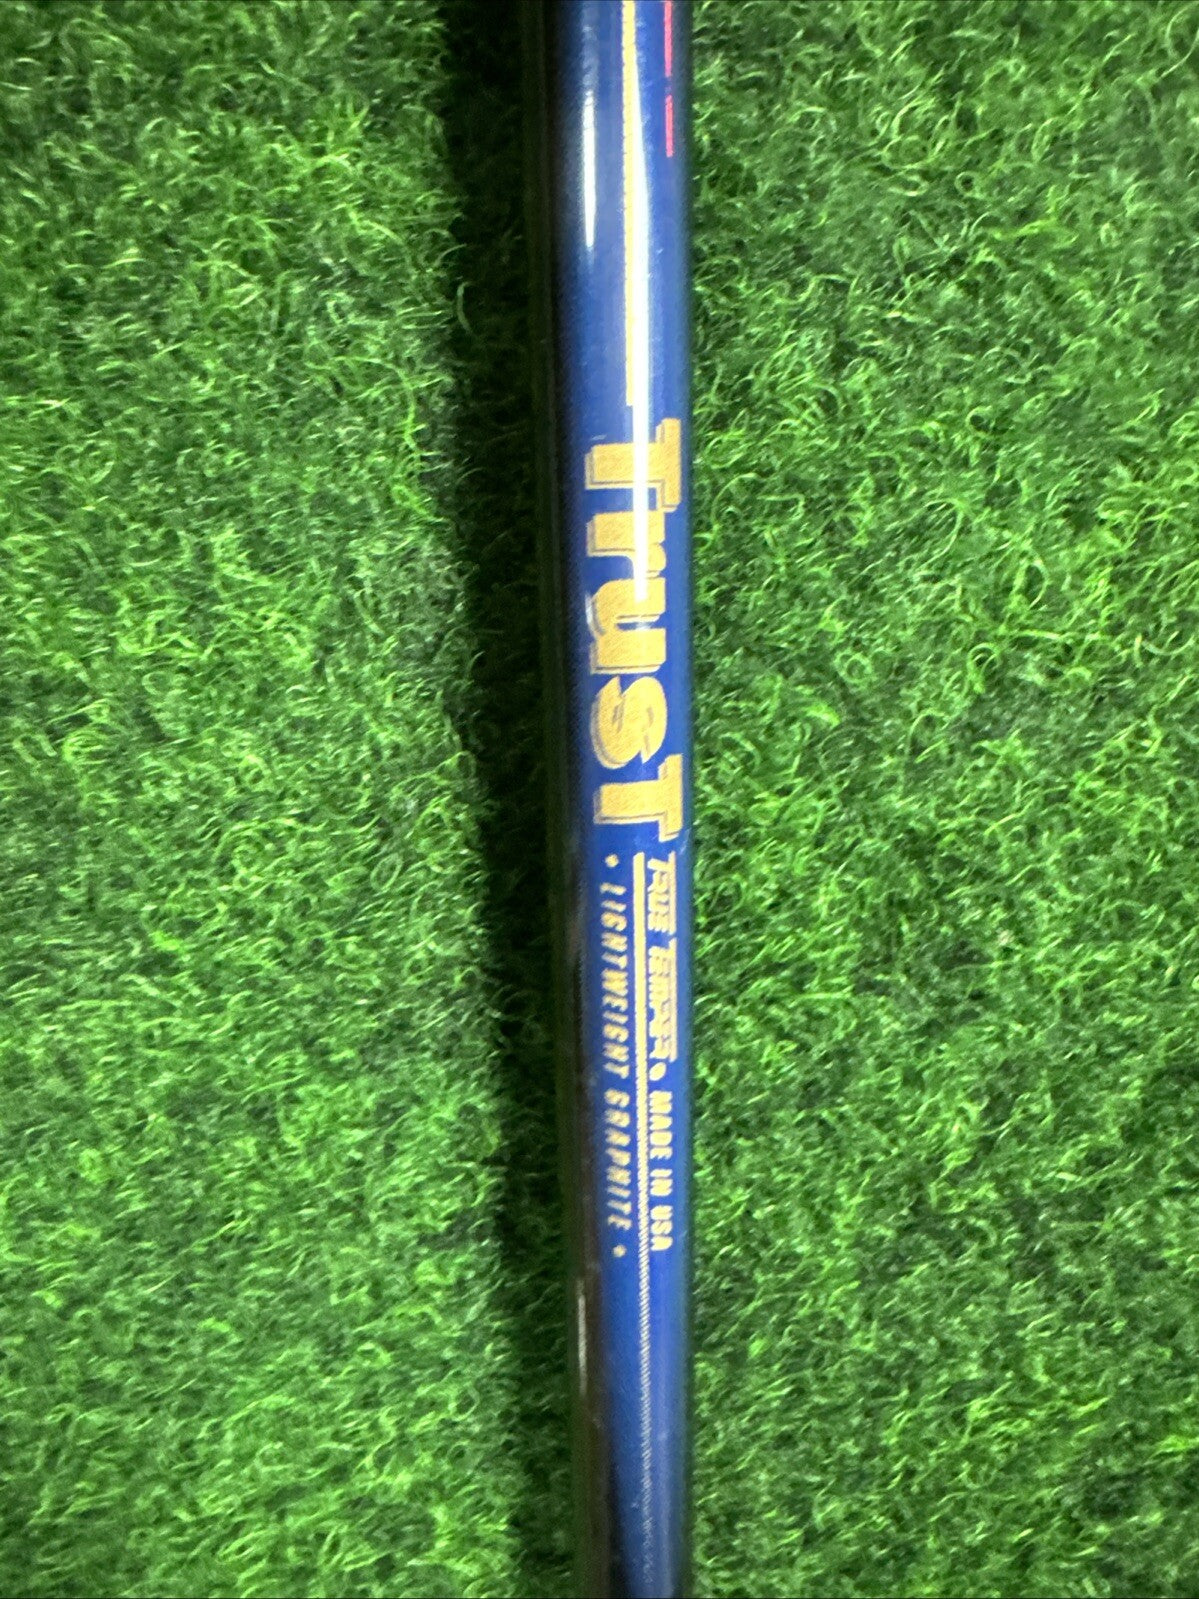 TrusT
TRUE TEMPER • MADE IN USA
• LIGHTWEIGHT GRAPHITE •